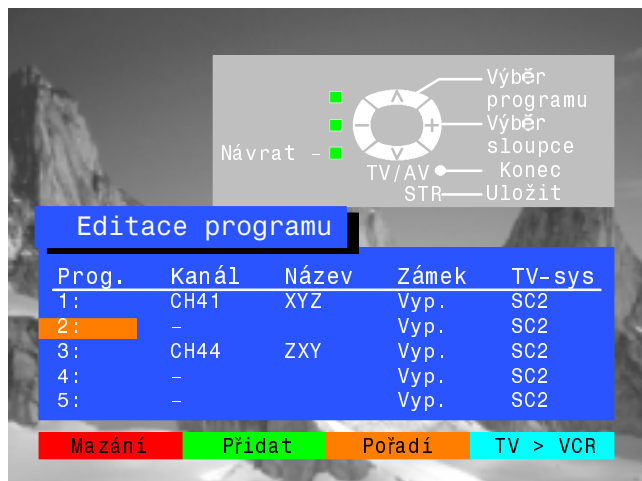 Výběr
programu
Výběr
sloupce
Návrat –
TV/AV Konec
STR Uložit
Editace programu
Prog. Kanál Název Zámek TV-sys
1: CH41 XYZ Vyp. SC2
2: – Vyp. SC2
3: CH44 ZXY Vyp. SC2
4: – Vyp. SC2
5: – Vyp. SC2
Mazání Přidat Pořadí TV > VCR